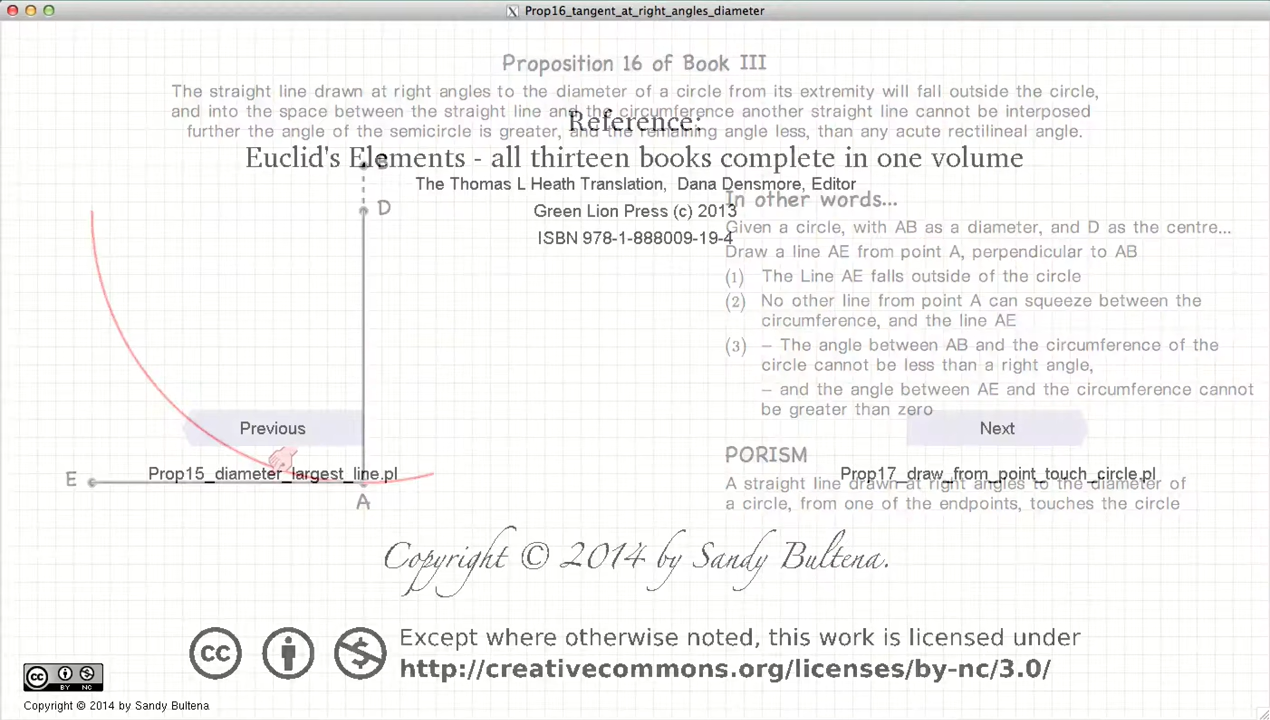 Prop16_tangent_at_right_angles_diameter
Proposition 16 of Book III
The straight line drawn at right angles to the diameter of a circle from its extremity will fall outside the circle,
and into the space between the straight line and the circumference another straight line cannot be interposed
further the angle of the semicircle is greater, and the remaining angle less, than any acute rectilineal angle.
Reference:
Euclid's Elements - all thirteen books complete in one volume
The Thomas L Heath Translation, Dana Densmore, Editor
Green Lion Press (c) 2013
ISBN 978-1-888009-19-4
D
In other words...
Given a circle, with AB as a diameter, and D as the centre...
Draw a line AE from point A, perpendicular to AB
(1) The Line AE falls outside of the circle
(2) No other line from point A can squeeze between the
circumference, and the line AE
(3) – The angle between AB and the circumference of the
circle cannot be less than a right angle,
– and the angle between AE and the circumference cannot
be greater than zero
Previous
Next
Prop15_diameter_largest_line.pl
Prop17_draw_from_point_touch_circle.pl
E
A
PORISM
A straight line drawn at right angles to the diameter of
a circle, from one of the endpoints, touches the circle
Copyright © 2014 by Sandy Bultena.
Except where otherwise noted, this work is licensed under
http://creativecommons.org/licenses/by-nc/3.0/
cc
BY NC
Copyright © 2014 by Sandy Bultena